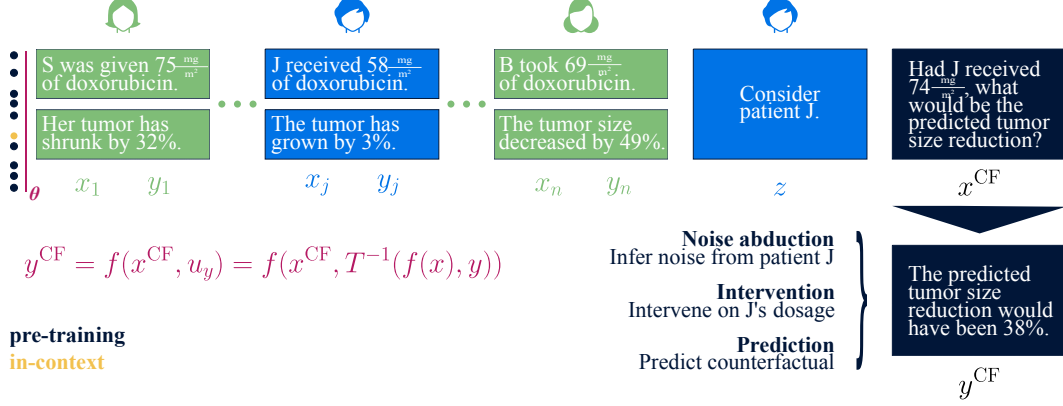 S was given 75 mg/m²
of doxorubicin.
Her tumor has
shrunk by 32%.
x₁ y₁
J received 58 mg/m²
of doxorubicin.
The tumor has
grown by 3%.
xⱼ yⱼ
B took 69 mg/m²
of doxorubicin.
The tumor size
decreased by 49%.
xₙ yₙ
Consider
patient J.
z
Had J received
74 mg/m², what
would be the
predicted tumor
size reduction?
x^CF
θ
y^CF = f(x^CF, u_y) = f(x^CF, T⁻¹(f(x), y))
Noise abduction
Infer noise from patient J
Intervention
Intervene on J's dosage
Prediction
Predict counterfactual
The predicted
tumor size
reduction would
have been 38%.
y^CF
pre-training
in-context